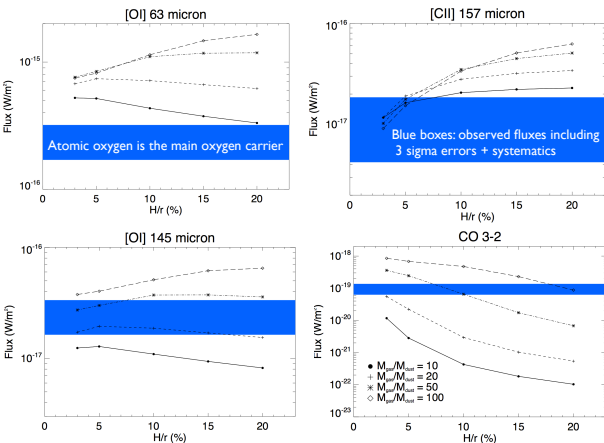 [OI] 63 micron
Flux (W/m²)
10⁻¹⁵
10⁻¹⁶
Atomic oxygen is the main oxygen carrier
0 5 10 15 20
H/r (%)
[CII] 157 micron
Flux (W/m²)
10⁻¹⁶
10⁻¹⁷
Blue boxes: observed fluxes including
3 sigma errors + systematics
0 5 10 15 20
H/r (%)
[OI] 145 micron
Flux (W/m²)
10⁻¹⁶
10⁻¹⁷
0 5 10 15 20
H/r (%)
CO 3-2
Flux (W/m²)
10⁻¹⁸
10⁻¹⁹
10⁻²⁰
10⁻²¹
10⁻²²
10⁻²³
M_gas/M_dust = 10
M_gas/M_dust = 20
M_gas/M_dust = 50
M_gas/M_dust = 100
0 5 10 15 20
H/r (%)